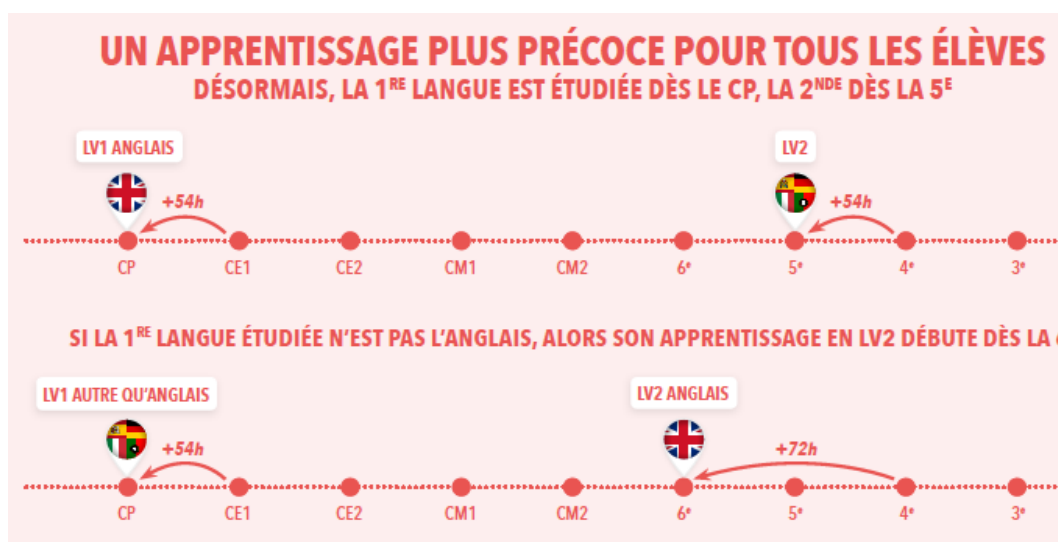 UN APPRENTISSAGE PLUS PRÉCOCE POUR TOUS LES ÉLÈVES
DÉSORMAIS, LA 1RE LANGUE EST ÉTUDIÉE DÈS LE CP, LA 2NDE DÈS LA 5E
LV1 ANGLAIS LV2
+54h +54h
CP CE1 CE2 CM1 CM2 6e 5e 4e 3e
SI LA 1RE LANGUE ÉTUDIÉE N'EST PAS L'ANGLAIS, ALORS SON APPRENTISSAGE EN LV2 DÉBUTE DÈS LA
LV1 AUTRE QU'ANGLAIS LV2 ANGLAIS
+54h +72h
CP CE1 CE2 CM1 CM2 6e 5e 4e 3e